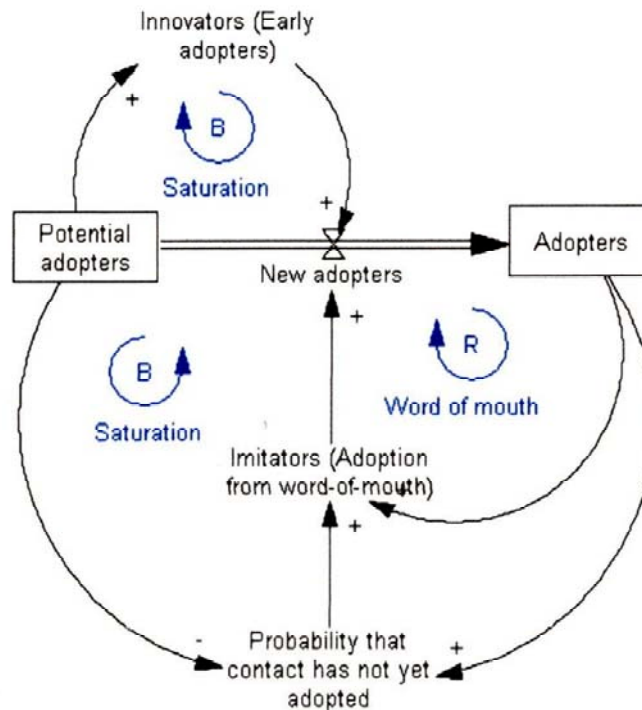 Innovators (Early
adopters)
+
B
Saturation
+
Potential
adopters
Adopters
New adopters
+
B
R
Saturation
Word of mouth
Imitators (Adoption
from word-of-mouth)
+
+
-
Probability that
contact has not yet
adopted
+